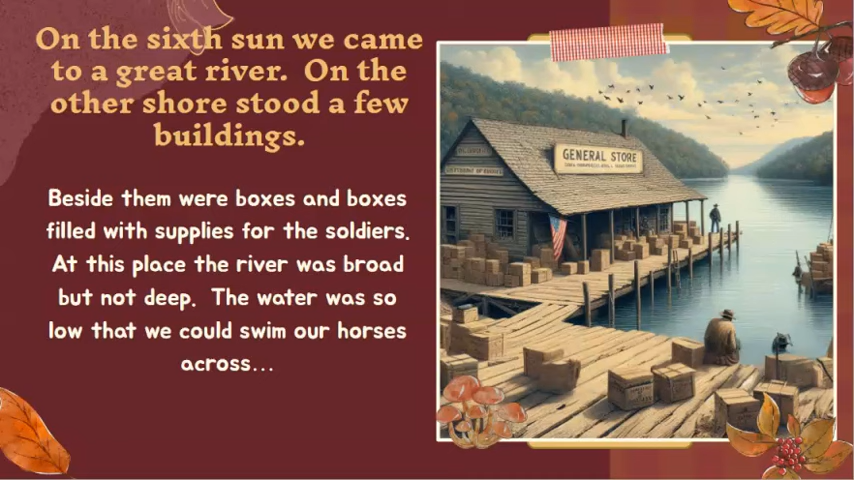 On the sixth sun we came
to a great river. On the
other shore stood a few
buildings.
Beside them were boxes and boxes
filled with supplies for the soldiers.
At this place the river was broad
but not deep. The water was so
low that we could swim our horses
across...
GENERAL STORE